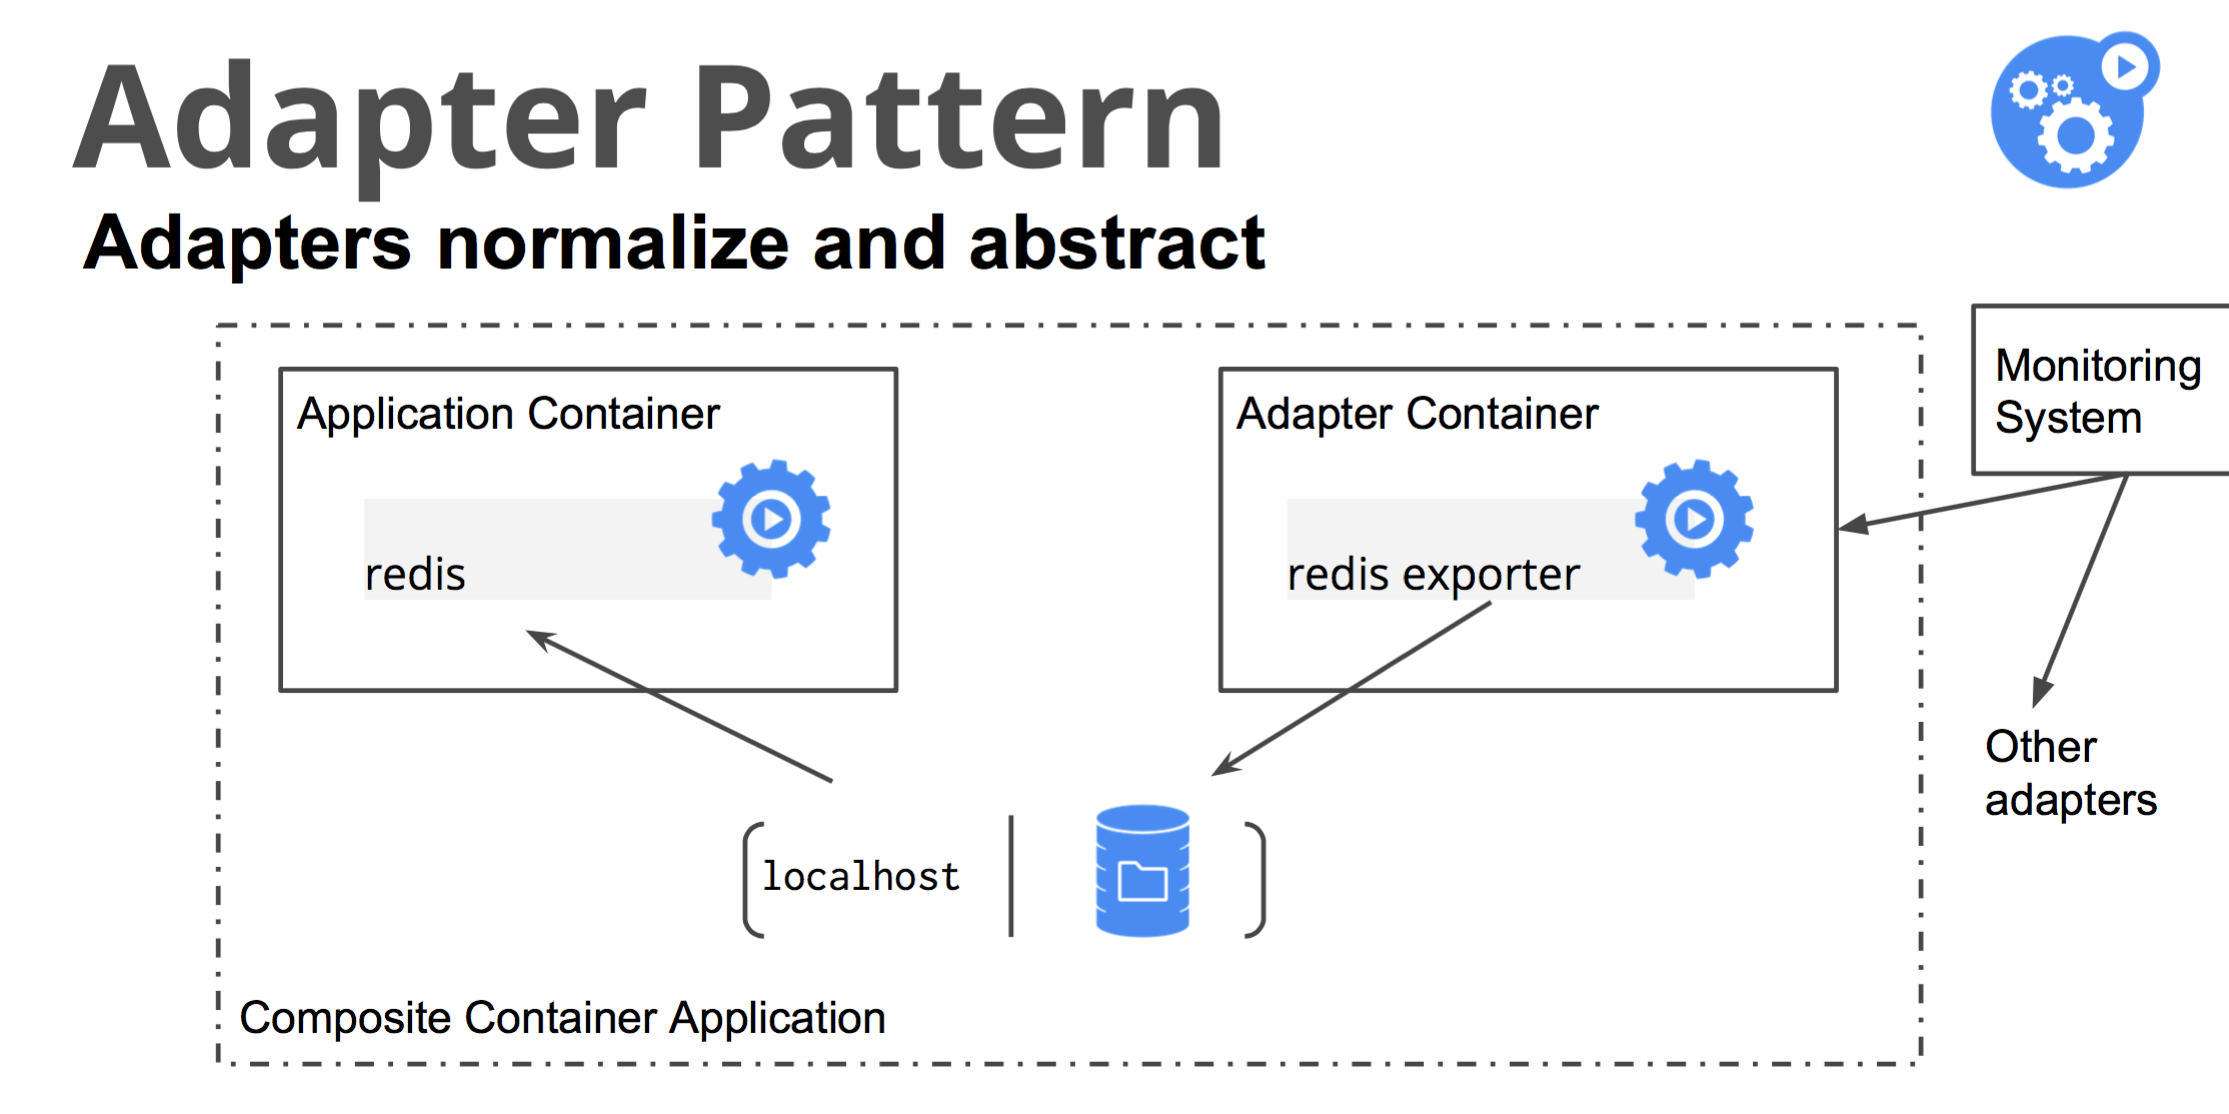 Adapter Pattern
Adapters normalize and abstract
Application Container
redis
Adapter Container
redis exporter
Monitoring
System
Other
adapters
localhost
Composite Container Application